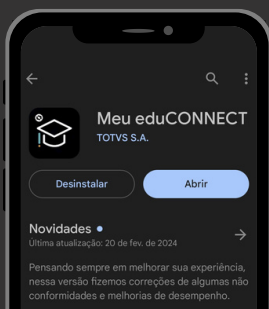 Meu eduCONNECT
TOTVS S.A.
Desinstalar
Abrir
Novidades
Última atualização: 20 de fev. de 2024
Pensando sempre em melhorar sua experiência,
nessa versão fizemos correções de algumas não
conformidades e melhorias de desempenho.